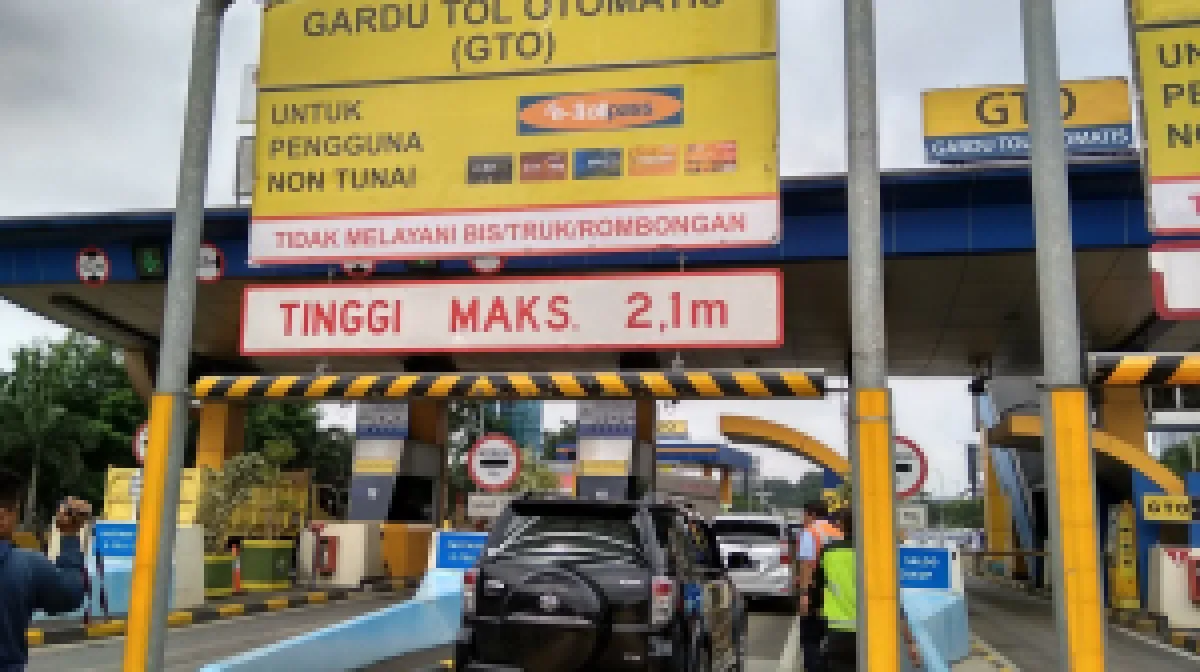 GARDU TOL OTOMATIS
(GTO)
UNTUK
PENGGUNA
NON TUNAI
e-Tollpass
TIDAK MELAYANI BIS/TRUK/ROMBONGAN
TINGGI MAKS. 2,1m
GTO
GARDU TOL OTOMATIS
GTO